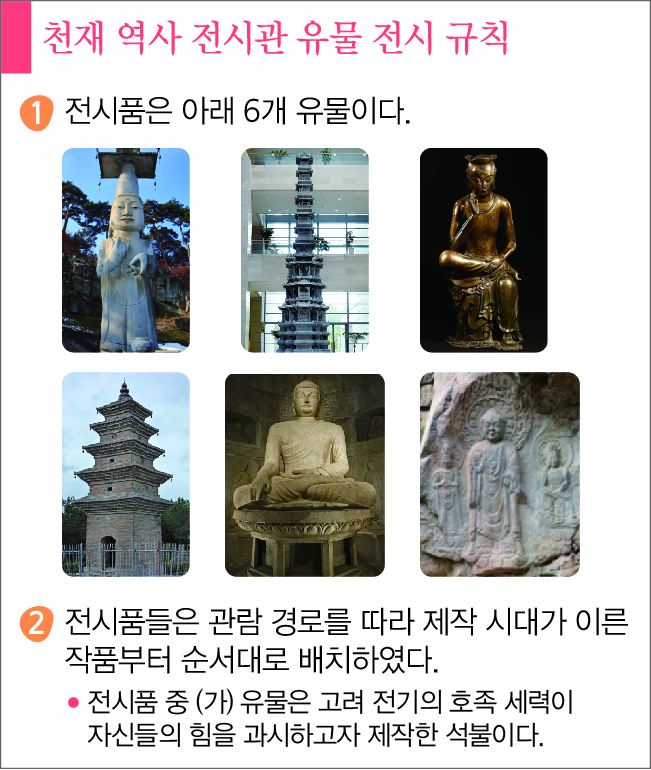 천재 역사 전시관 유물 전시 규칙
1 전시품은 아래 6개 유물이다.
2 전시품들은 관람 경로를 따라 제작 시대가 이른
작품부터 순서대로 배치하였다.
• 전시품 중 (가) 유물은 고려 전기의 호족 세력이
자신들의 힘을 과시하고자 제작한 석불이다.